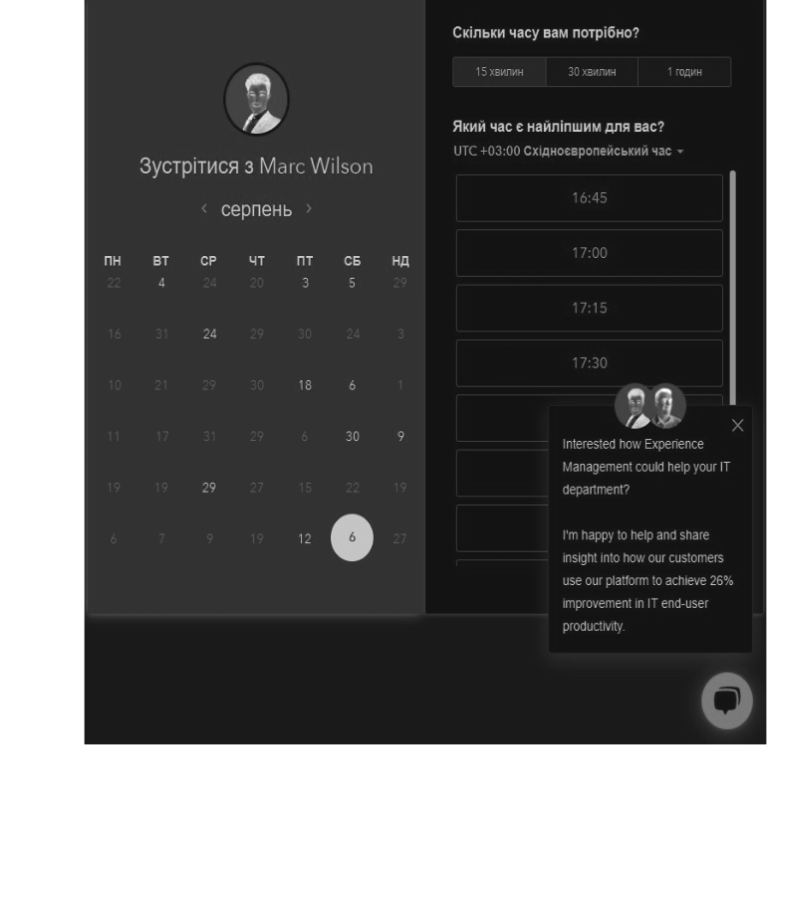 Зустрітися з Marc Wilson
серпень
ПН ВТ СР ЧТ ПТ СБ НД
22 4 24 20 3 5 29
16 31 24 29 30 24 3
10 21 29 30 18 6 1
11 17 31 29 6 30 9
19 19 29 27 15 22 19
6 7 9 19 12 6 27
Скільки часу вам потрібно?
15 хвилин 30 хвилин 1 годин
Який час є найліпшим для вас?
UTC +03:00 Східноєвропейський час
16:45
17:00
17:15
17:30
Interested how Experience
Management could help your IT
department?
I'm happy to help and share
insight into how our customers
use our platform to achieve 26%
improvement in IT end-user
productivity.